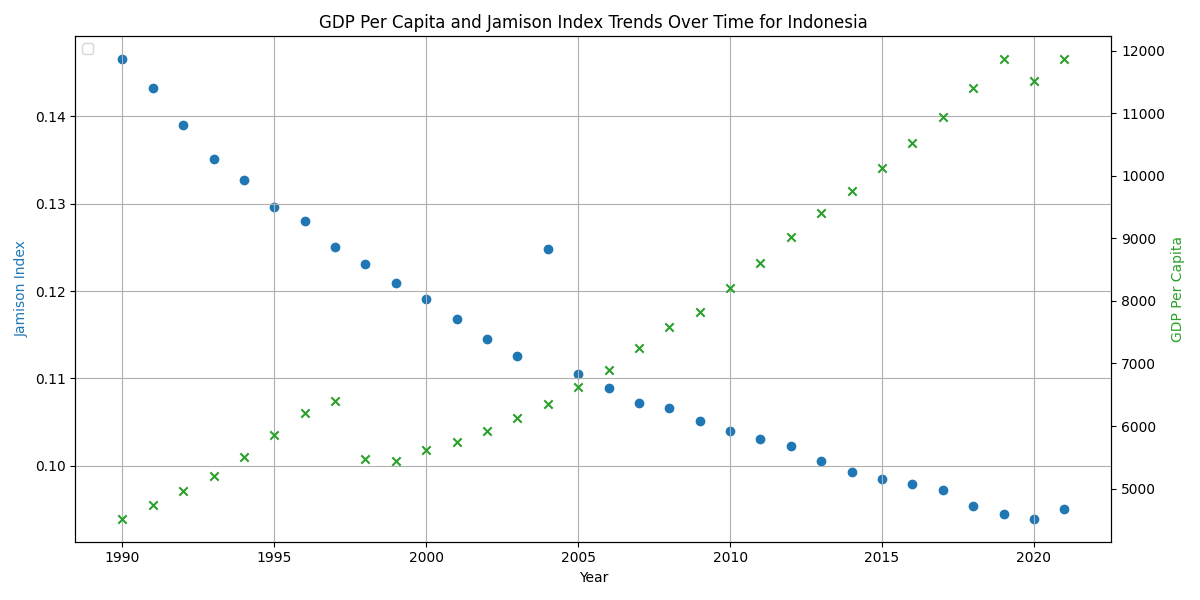 GDP Per Capita and Jamison Index Trends Over Time for Indonesia
Jamison Index
0.14
0.13
0.12
0.11
0.10
12000
11000
10000
9000
8000
7000
6000
5000
GDP Per Capita
1990 1995 2000 2005 2010 2015 2020
Year